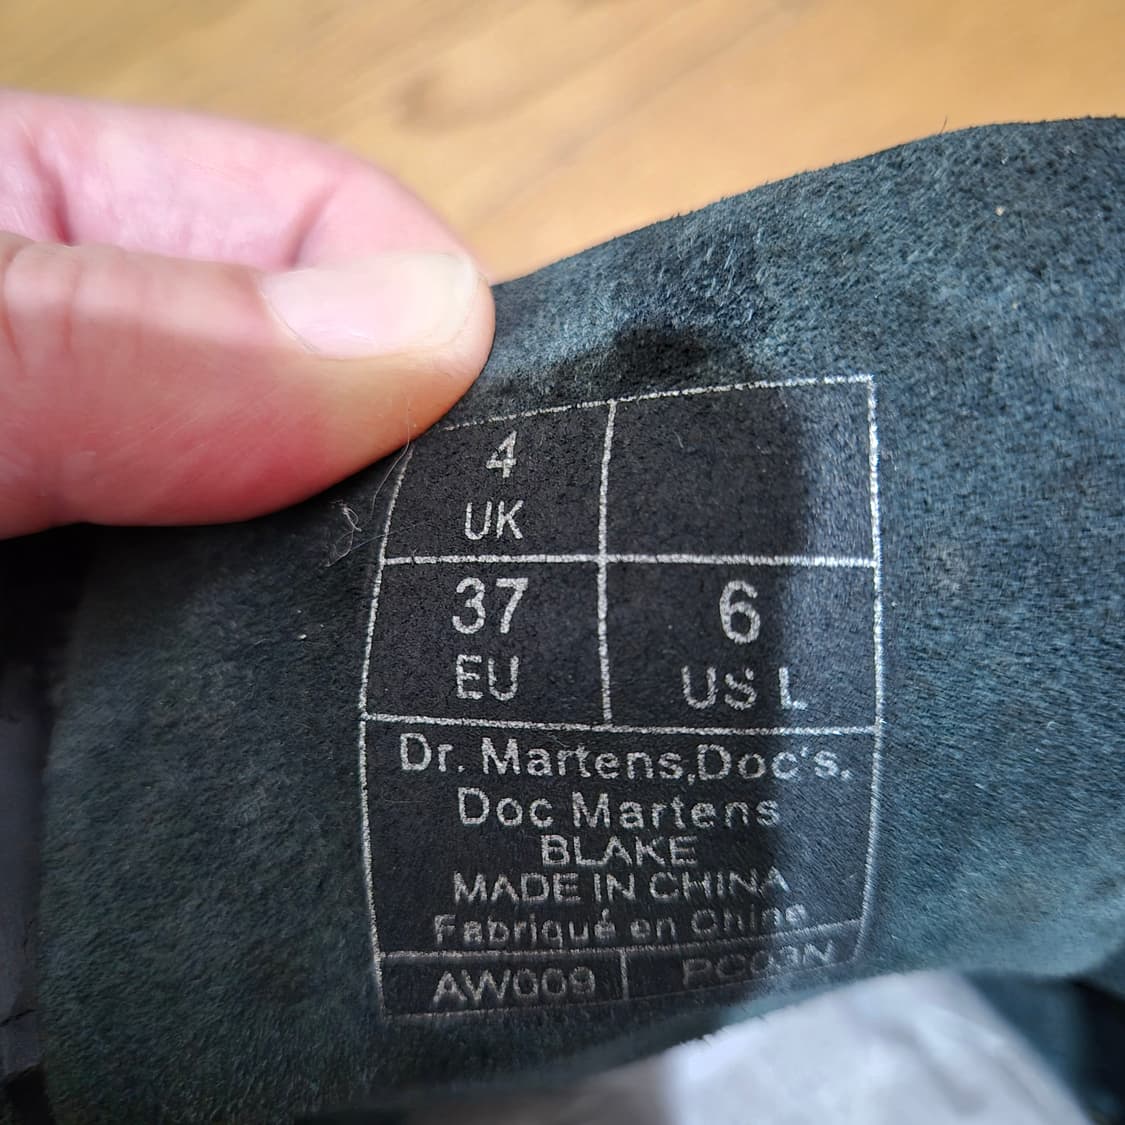 4
UK
37
EU
6
US L
Dr. Martens,Doc's.
Doc Martens
BLAKE
MADE IN CHINA
Fabriqué en Chine
AW009